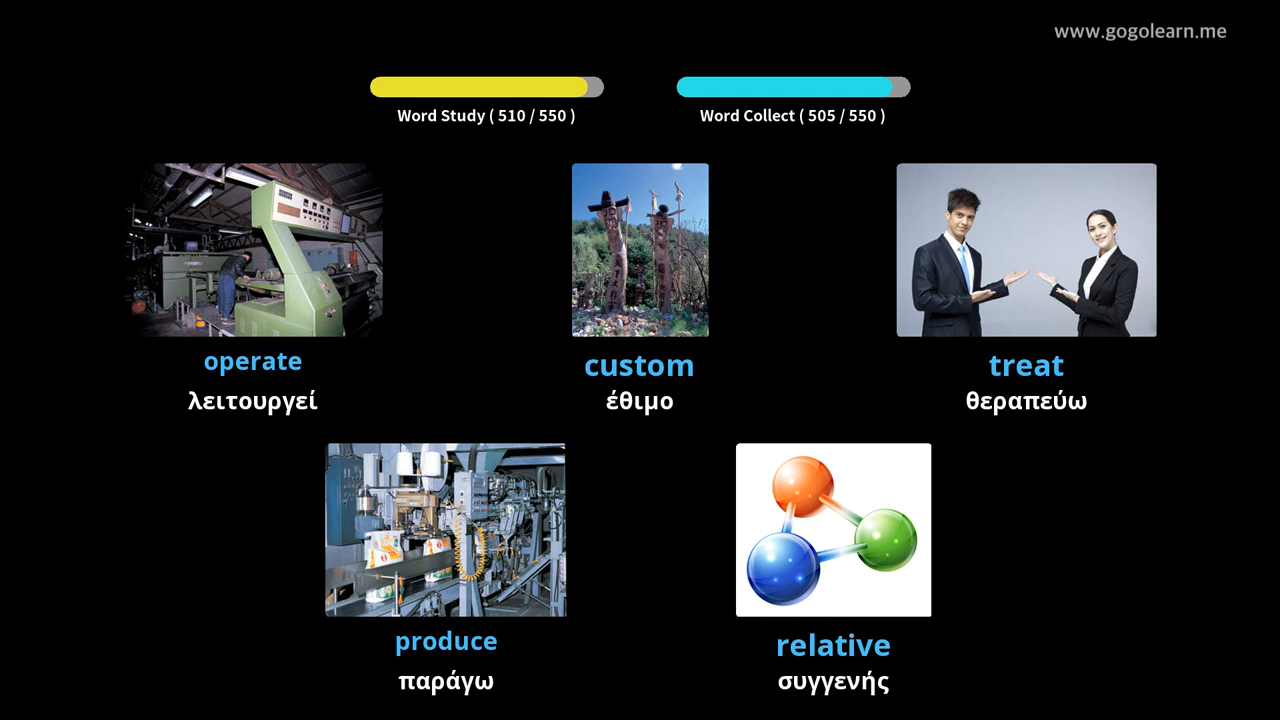 www.gogolearn.me
Word Study ( 510 / 550 )
Word Collect ( 505 / 550 )
operate
λειτουργεί
custom
έθιμο
treat
θεραπεύω
produce
παράγω
relative
συγγενής